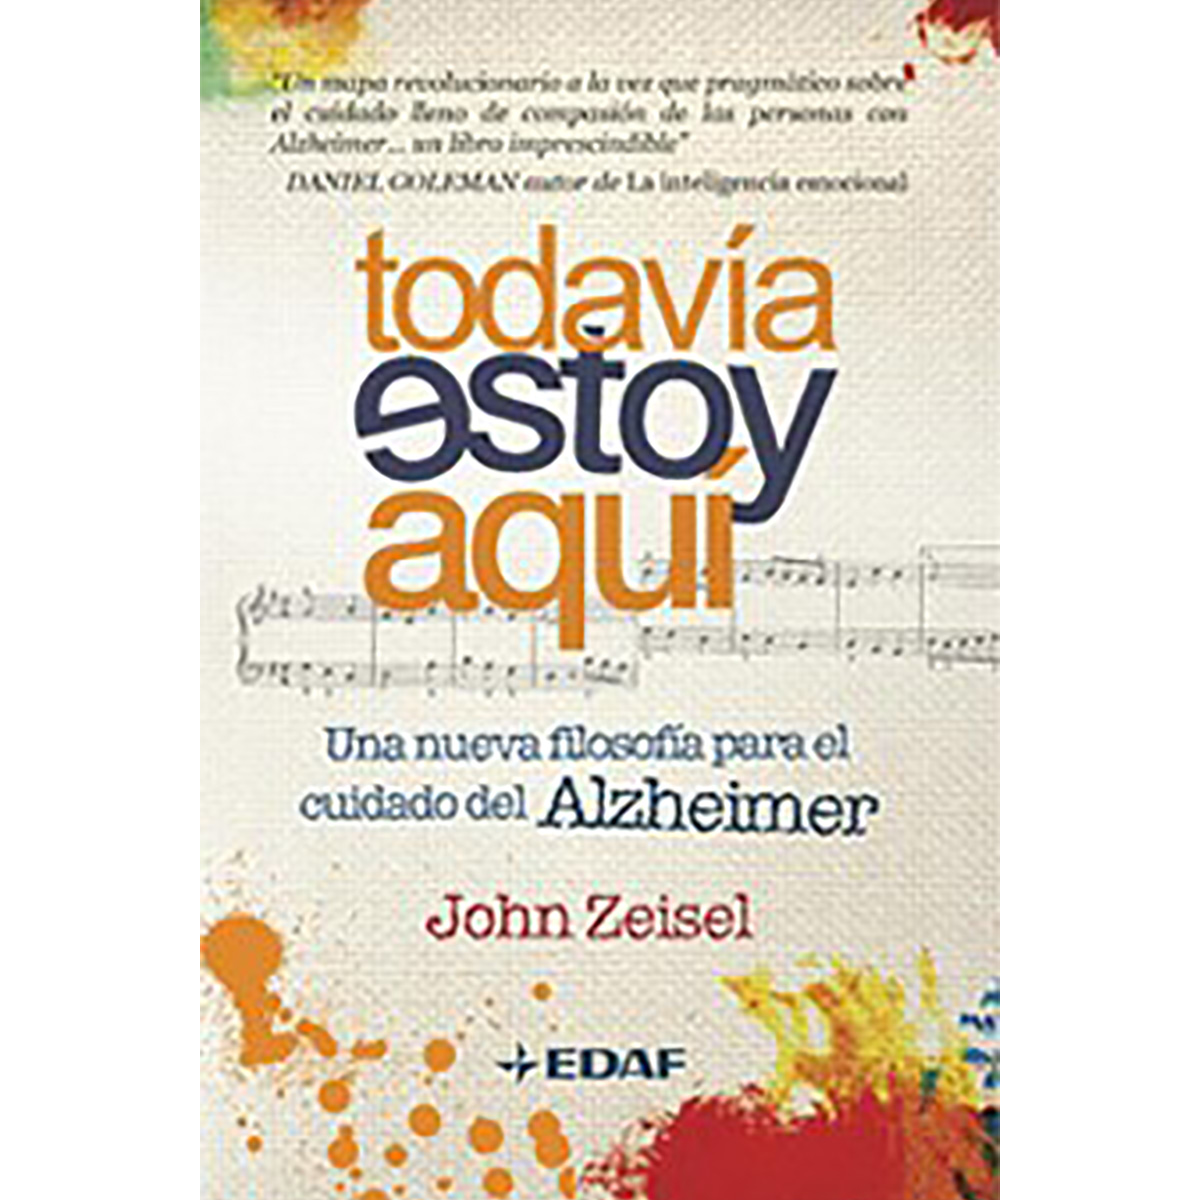 "Un mapa revolucionario a la vez que pragmático sobre
el cuidado lleno de compasión de las personas con
Alzheimer... un libro imprescindible"
DANIEL GOLEMAN autor de La inteligencia emocional
todavía
estoy
aquí
Una nueva filosofía para el
cuidado del Alzheimer
John Zeisel
EDAF